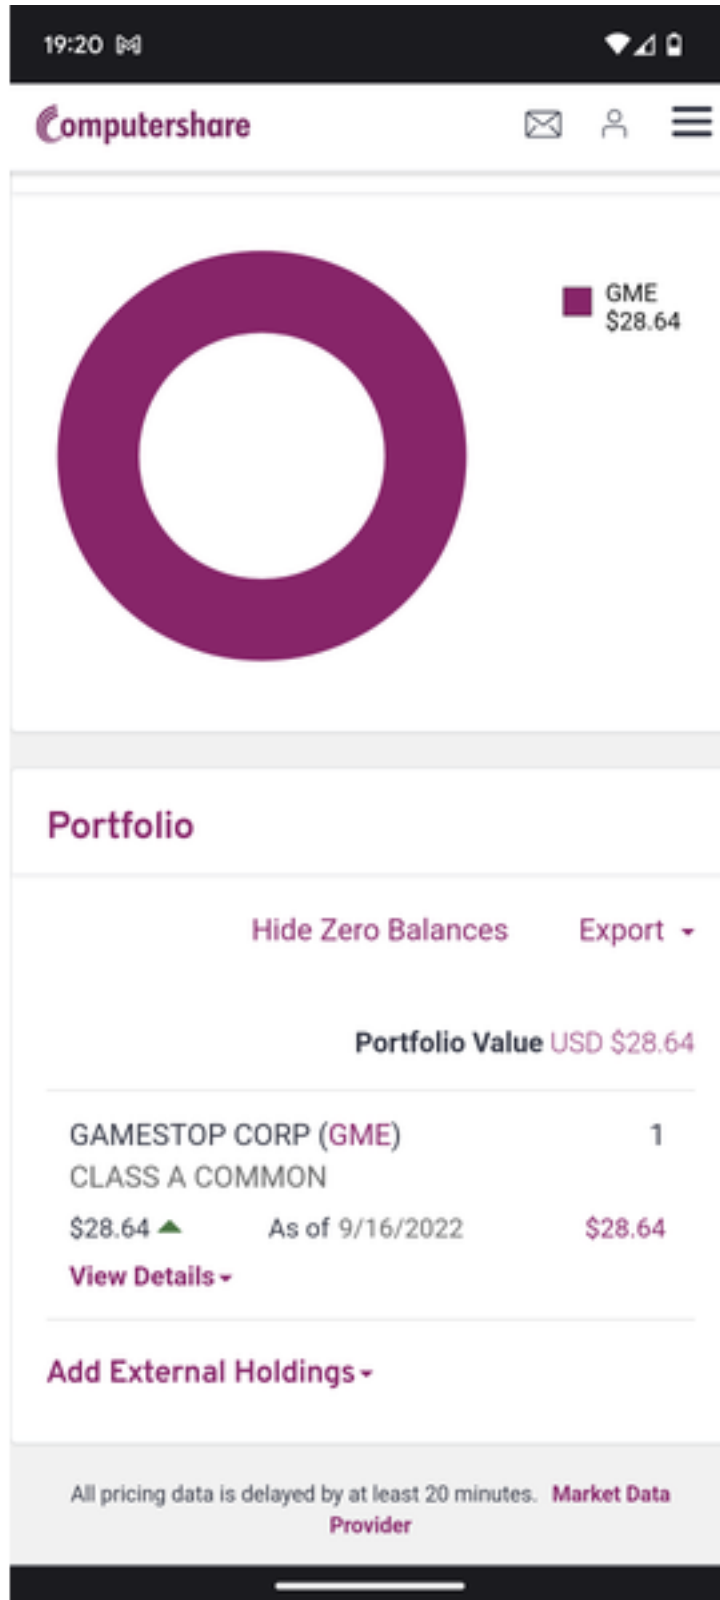 19:20
Computershare
GME
$28.64
Portfolio
Hide Zero Balances Export
Portfolio Value USD $28.64
GAMESTOP CORP (GME) 1
CLASS A COMMON
$28.64 As of 9/16/2022 $28.64
View Details
Add External Holdings
All pricing data is delayed by at least 20 minutes. Market Data
Provider